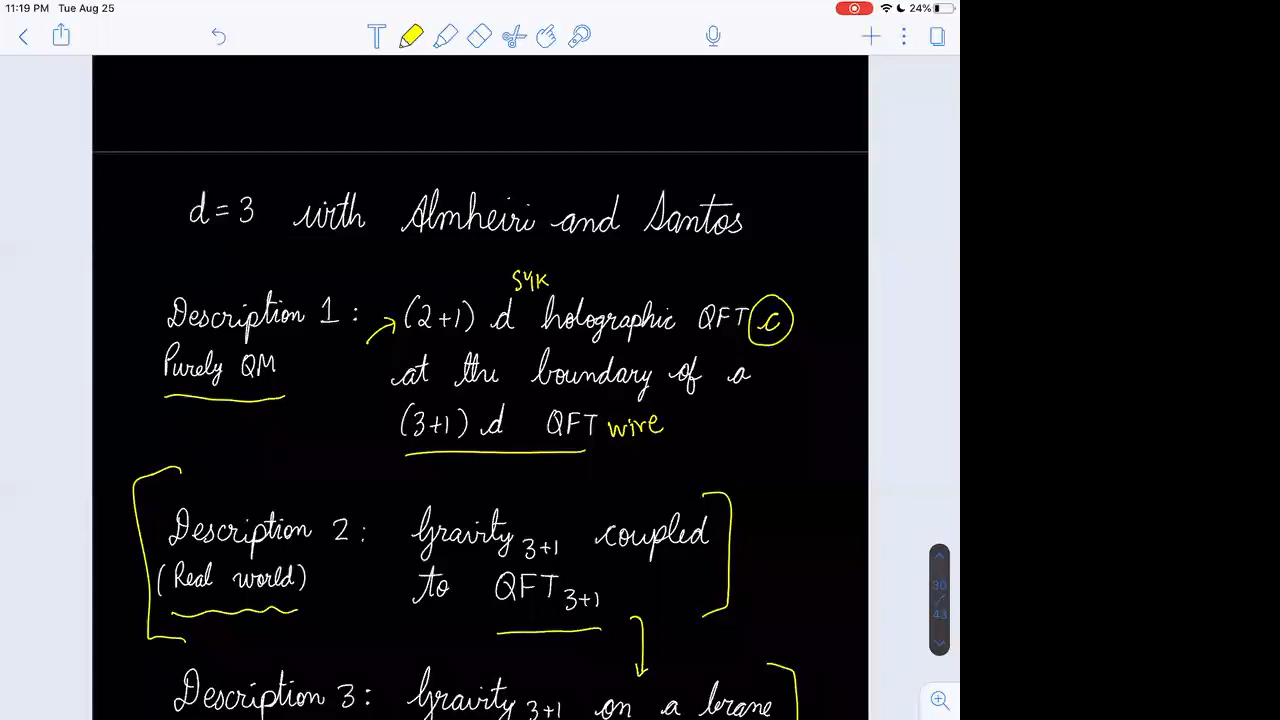 11:19 PM Tue Aug 25
24%
T
d=3 with Almheiri and Santos
SYK
Description 1 : (2+1) d holographic QFT c
Purely QM at the boundary of a
(3+1) d QFT wire
Description 2 : Gravity 3+1 coupled
(Real world) to QFT 3+1
Description 3 : Gravity 3+1 on a brane
30
43